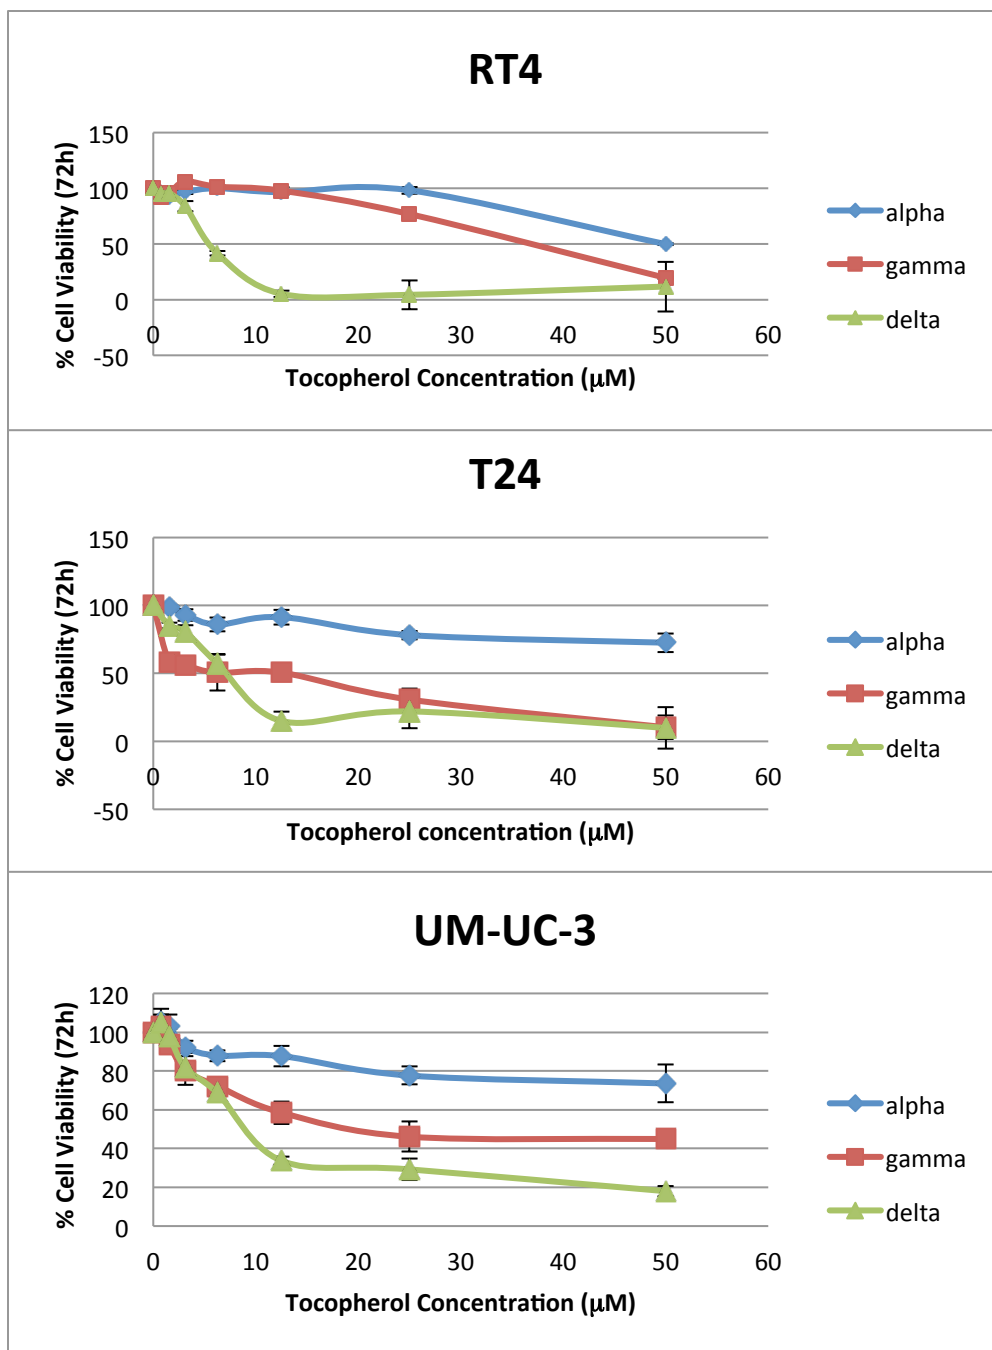 RT4
150
100
50
0
-50
0 10 20 30 40 50 60
% Cell Viability (72h)
Tocopherol Concentration (μM)
alpha
gamma
delta
T24
150
100
50
0
-50
0 10 20 30 40 50 60
% Cell Viability (72h)
Tocopherol concentration (μM)
alpha
gamma
delta
UM-UC-3
120
100
80
60
40
20
0
0 10 20 30 40 50 60
% Cell Viability (72h)
Tocopherol Concentration (μM)
alpha
gamma
delta